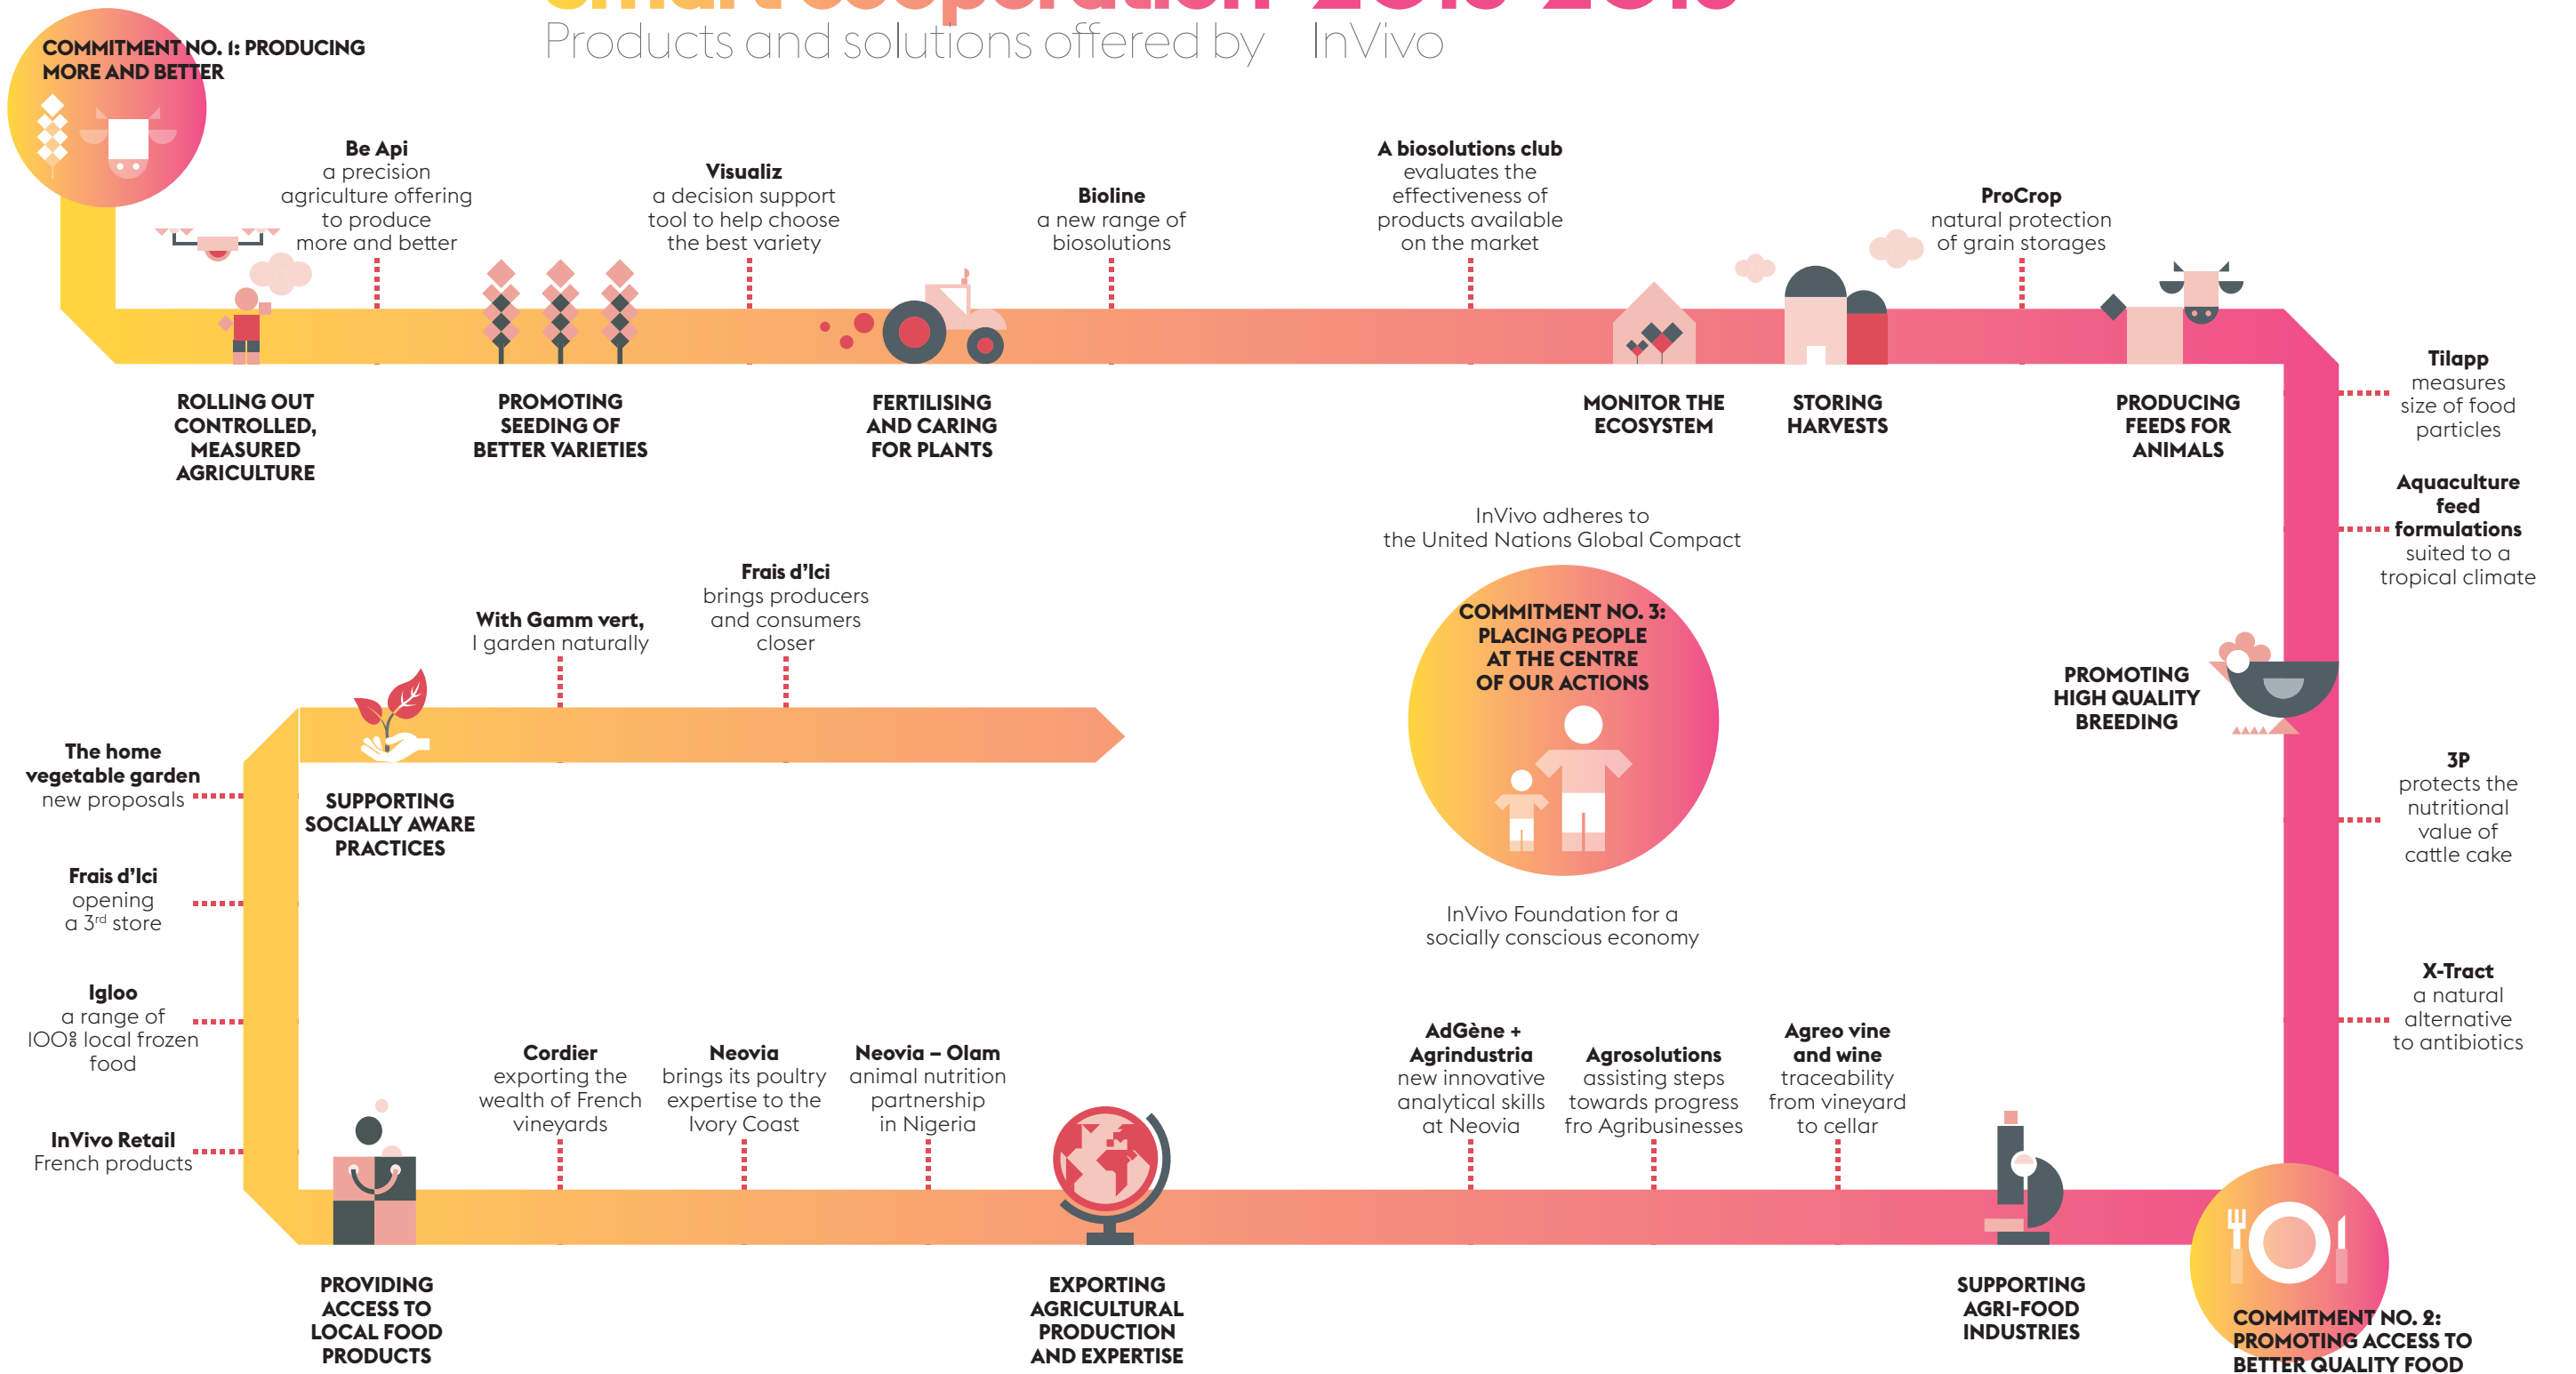 Smart cooperation 2015-2016
Products and solutions offered by InVivo
COMMITMENT NO. 1: PRODUCING
MORE AND BETTER
Be Api
a precision
agriculture offering
to produce
more and better
Visualiz
a decision support
tool to help choose
the best variety
Bioline
a new range of
biosolutions
A biosolutions club
evaluates the
effectiveness of
products available
on the market
ProCrop
natural protection
of grain storages
ROLLING OUT
CONTROLLED,
MEASURED
AGRICULTURE
PROMOTING
SEEDING OF
BETTER VARIETIES
FERTILISING
AND CARING
FOR PLANTS
MONITOR THE
ECOSYSTEM
STORING
HARVESTS
PRODUCING
FEEDS FOR
ANIMALS
Tilapp
measures
size of food
particles
Aquaculture
feed
formulations
suited to a
tropical climate
PROMOTING
HIGH QUALITY
BREEDING
3P
protects the
nutritional
value of
cattle cake
X-Tract
a natural
alternative
to antibiotics
COMMITMENT NO. 2:
PROMOTING ACCESS TO
BETTER QUALITY FOOD
SUPPORTING
AGRI-FOOD
INDUSTRIES
Agreo vine
and wine
traceability
from vineyard
to cellar
Agrosolutions
assisting steps
towards progress
fro Agribusinesses
AdGène +
Agrindustria
new innovative
analytical skills
at Neovia
EXPORTING
AGRICULTURAL
PRODUCTION
AND EXPERTISE
Neovia – Olam
animal nutrition
partnership
in Nigeria
Neovia
brings its poultry
expertise to the
Ivory Coast
Cordier
exporting the
wealth of French
vineyards
PROVIDING
ACCESS TO
LOCAL FOOD
PRODUCTS
InVivo Retail
French products
Igloo
a range of
100% local frozen
food
Frais d'Ici
opening
a 3rd store
The home
vegetable garden
new proposals
SUPPORTING
SOCIALLY AWARE
PRACTICES
With Gamm vert,
I garden naturally
Frais d'Ici
brings producers
and consumers
closer
InVivo adheres to
the United Nations Global Compact
COMMITMENT NO. 3:
PLACING PEOPLE
AT THE CENTRE
OF OUR ACTIONS
InVivo Foundation for a
socially conscious economy